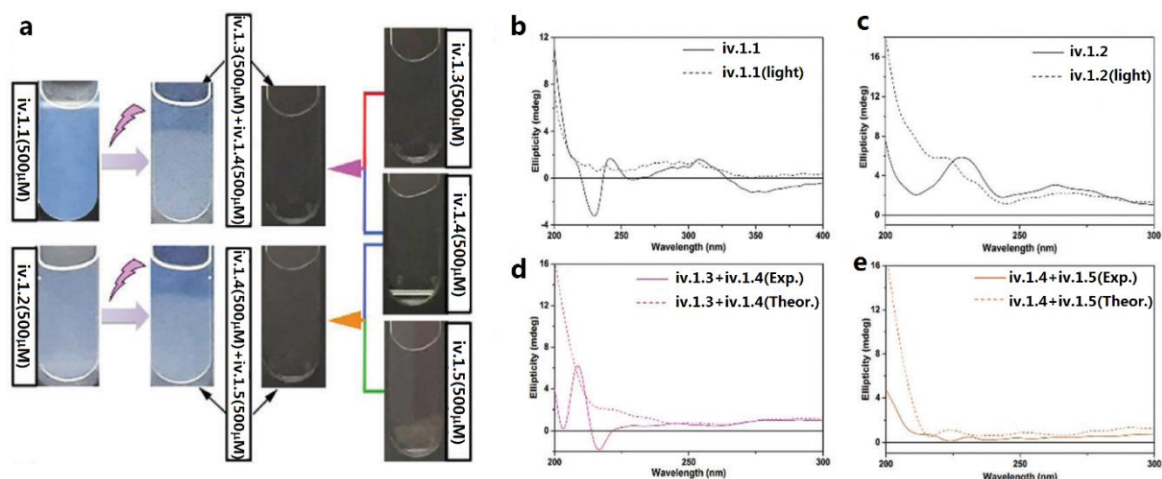 a
iv.1.1(500μM)
iv.1.3(500μM)+iv.1.4(500μM)
iv.1.3(500μM)
iv.1.4(500μM)
iv.1.2(500μM)
iv.1.4(500μM)+iv.1.5(500μM)
iv.1.5(500μM)
b
iv.1.1
iv.1.1(light)
Ellipticity (mdeg)
12
8
4
0
-4
200 250 300 350 400
Wavelength (nm)
c
iv.1.2
iv.1.2(light)
Ellipticity (mdeg)
16
12
8
4
0
200 250 300
Wavelength (nm)
d
iv.1.3+iv.1.4(Exp.)
iv.1.3+iv.1.4(Theor.)
Ellipticity (mdeg)
16
12
8
4
0
200 250 300
Wavelength (nm)
e
iv.1.4+iv.1.5(Exp.)
iv.1.4+iv.1.5(Theor.)
Ellipticity (mdeg)
16
12
8
4
0
200 250 300
Wavelength (nm)